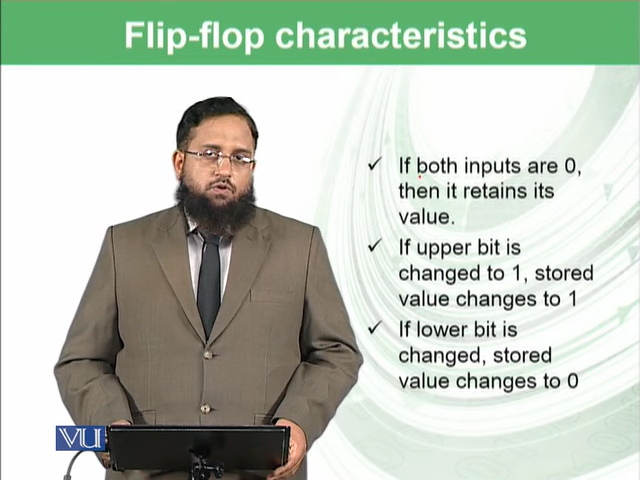 Flip-flop characteristics
✓ If both inputs are 0,
then it retains its
value.
✓ If upper bit is
changed to 1, stored
value changes to 1
✓ If lower bit is
changed, stored
value changes to 0
VU